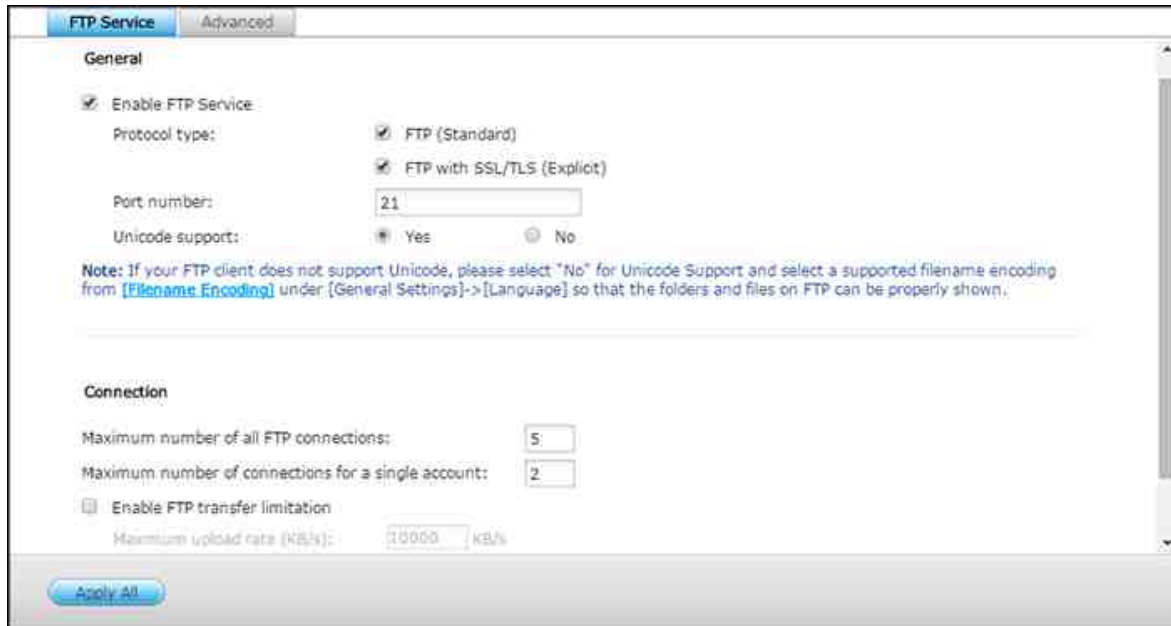 FTP Service Advanced
General
Enable FTP Service
Protocol type: FTP (Standard)
FTP with SSL/TLS (Explicit)
Port number: 21
Unicode support: Yes No
Note: If your FTP client does not support Unicode, please select "No" for Unicode Support and select a supported filename encoding
from [Filename Encoding] under [General Settings]->[Language] so that the folders and files on FTP can be properly shown.
Connection
Maximum number of all FTP connections: 5
Maximum number of connections for a single account: 2
Enable FTP transfer limitation
Maximum upload rate (KB/s): 10000 KB/s
Apply All